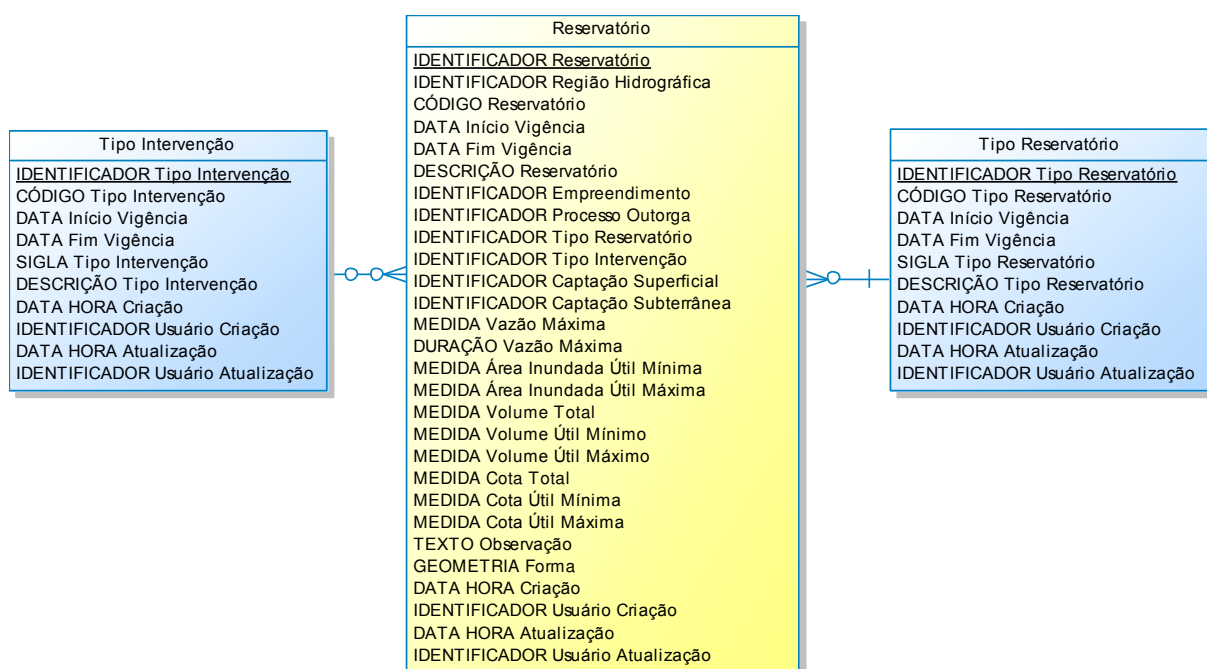 Tipo Intervenção
IDENTIFICADOR Tipo Intervenção
CÓDIGO Tipo Intervenção
DATA Início Vigência
DATA Fim Vigência
SIGLA Tipo Intervenção
DESCRIÇÃO Tipo Intervenção
DATA HORA Criação
IDENTIFICADOR Usuário Criação
DATA HORA Atualização
IDENTIFICADOR Usuário Atualização
Reservatório
IDENTIFICADOR Reservatório
IDENTIFICADOR Região Hidrográfica
CÓDIGO Reservatório
DATA Início Vigência
DATA Fim Vigência
DESCRIÇÃO Reservatório
IDENTIFICADOR Empreendimento
IDENTIFICADOR Processo Outorga
IDENTIFICADOR Tipo Reservatório
IDENTIFICADOR Tipo Intervenção
IDENTIFICADOR Captação Superficial
IDENTIFICADOR Captação Subterrânea
MEDIDA Vazão Máxima
DURAÇÃO Vazão Máxima
MEDIDA Área Inundada Útil Mínima
MEDIDA Área Inundada Útil Máxima
MEDIDA Volume Total
MEDIDA Volume Útil Mínimo
MEDIDA Volume Útil Máximo
MEDIDA Cota Total
MEDIDA Cota Útil Mínima
MEDIDA Cota Útil Máxima
TEXTO Observação
GEOMETRIA Forma
DATA HORA Criação
IDENTIFICADOR Usuário Criação
DATA HORA Atualização
IDENTIFICADOR Usuário Atualização
Tipo Reservatório
IDENTIFICADOR Tipo Reservatório
CÓDIGO Tipo Reservatório
DATA Início Vigência
DATA Fim Vigência
SIGLA Tipo Reservatório
DESCRIÇÃO Tipo Reservatório
DATA HORA Criação
IDENTIFICADOR Usuário Criação
DATA HORA Atualização
IDENTIFICADOR Usuário Atualização